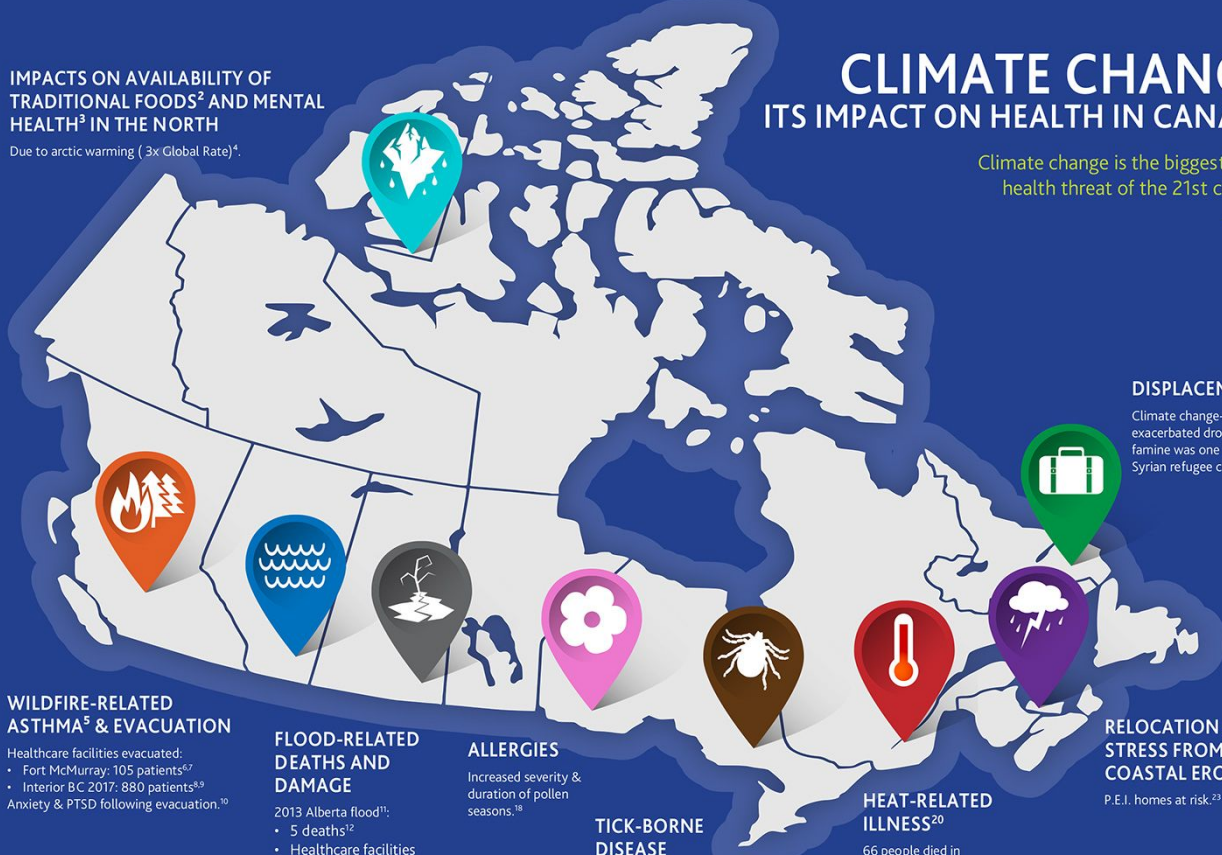 IMPACTS ON AVAILABILITY OF
TRADITIONAL FOODS² AND MENTAL
HEALTH³ IN THE NORTH
Due to arctic warming ( 3x Global Rate)⁴.
CLIMATE CHANG
ITS IMPACT ON HEALTH IN CANA
Climate change is the biggest
health threat of the 21st c
DISPLACEM
Climate change-
exacerbated dro
famine was one
Syrian refugee c
WILDFIRE-RELATED
ASTHMA⁵ & EVACUATION
Healthcare facilities evacuated:
• Fort McMurray: 105 patients⁶,⁷
• Interior BC 2017: 880 patients⁸,⁹
Anxiety & PTSD following evacuation.¹⁰
FLOOD-RELATED
DEATHS AND
DAMAGE
2013 Alberta flood¹¹:
• 5 deaths¹²
• Healthcare facilities
ALLERGIES
Increased severity &
duration of pollen
seasons.¹⁸
TICK-BORNE
DISEASE
HEAT-RELATED
ILLNESS²⁰
66 people died in
RELOCATION
STRESS FROM
COASTAL ERO
P.E.I. homes at risk.²³